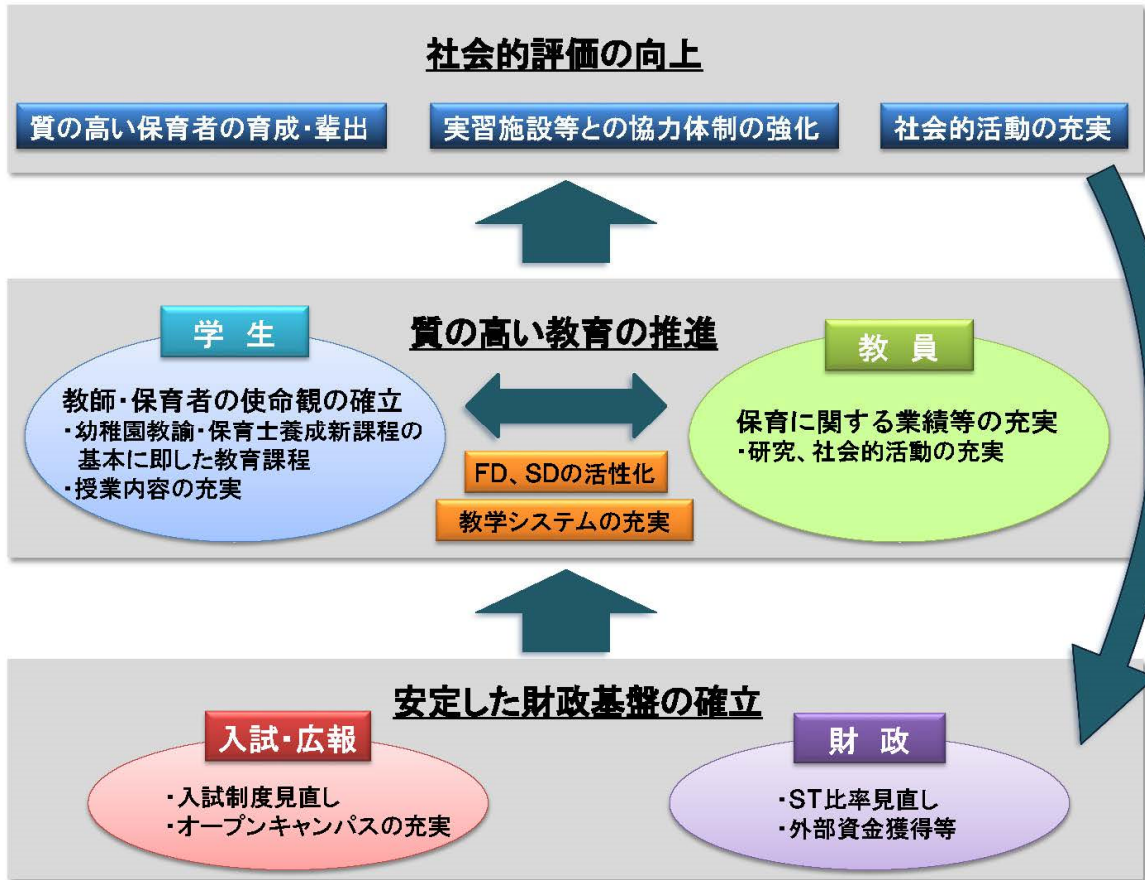 社会的評価の向上
質の高い保育者の育成・輩出
実習施設等との協力体制の強化
社会的活動の充実
質の高い教育の推進
学 生
教師・保育者の使命観の確立
・幼稚園教諭・保育士養成新課程の
基本に即した教育課程
・授業内容の充実
FD、SDの活性化
教学システムの充実
教 員
保育に関する業績等の充実
・研究、社会的活動の充実
安定した財政基盤の確立
入試・広報
・入試制度見直し
・オープンキャンパスの充実
財 政
・ST比率見直し
・外部資金獲得等